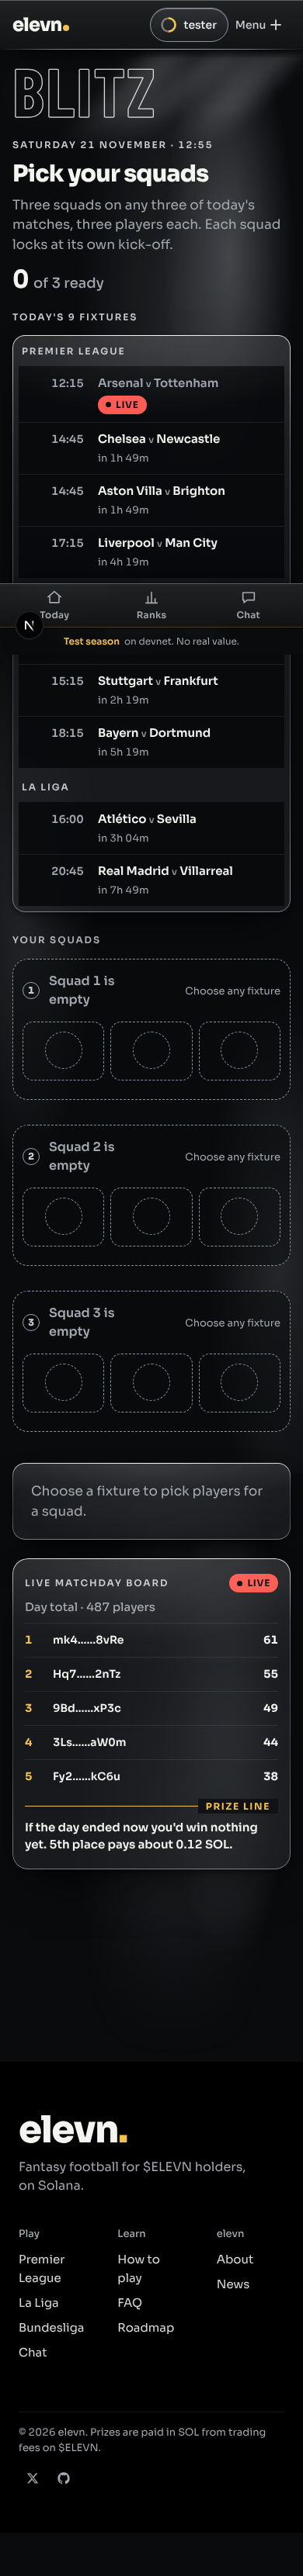 elevn.
tester
Menu
BLITZ
SATURDAY 21 NOVEMBER · 12:55
Pick your squads
Three squads on any three of today's
matches, three players each. Each squad
locks at its own kick-off.
0 of 3 ready
TODAY'S 9 FIXTURES
PREMIER LEAGUE
12:15 Arsenal v Tottenham
LIVE
14:45 Chelsea v Newcastle
in 1h 49m
14:45 Aston Villa v Brighton
in 1h 49m
17:15 Liverpool v Man City
in 4h 19m
Today Ranks Chat
N
Test season on devnet. No real value.
15:15 Stuttgart v Frankfurt
in 2h 19m
18:15 Bayern v Dortmund
in 5h 19m
LA LIGA
16:00 Atlético v Sevilla
in 3h 04m
20:45 Real Madrid v Villarreal
in 7h 49m
YOUR SQUADS
1 Squad 1 is
empty
Choose any fixture
2 Squad 2 is
empty
Choose any fixture
3 Squad 3 is
empty
Choose any fixture
Choose a fixture to pick players for
a squad.
LIVE MATCHDAY BOARD
LIVE
Day total · 487 players
1 mk4……8vRe 61
2 Hq7……2nTz 55
3 9Bd……xP3c 49
4 3Ls……aW0m 44
5 Fy2……kC6u 38
PRIZE LINE
If the day ended now you'd win nothing
yet. 5th place pays about 0.12 SOL.
elevn.
Fantasy football for $ELEVN holders,
on Solana.
Play Learn elevn
Premier
League
La Liga
Bundesliga
Chat
How to
play
FAQ
Roadmap
About
News
© 2026 elevn. Prizes are paid in SOL from trading
fees on $ELEVN.